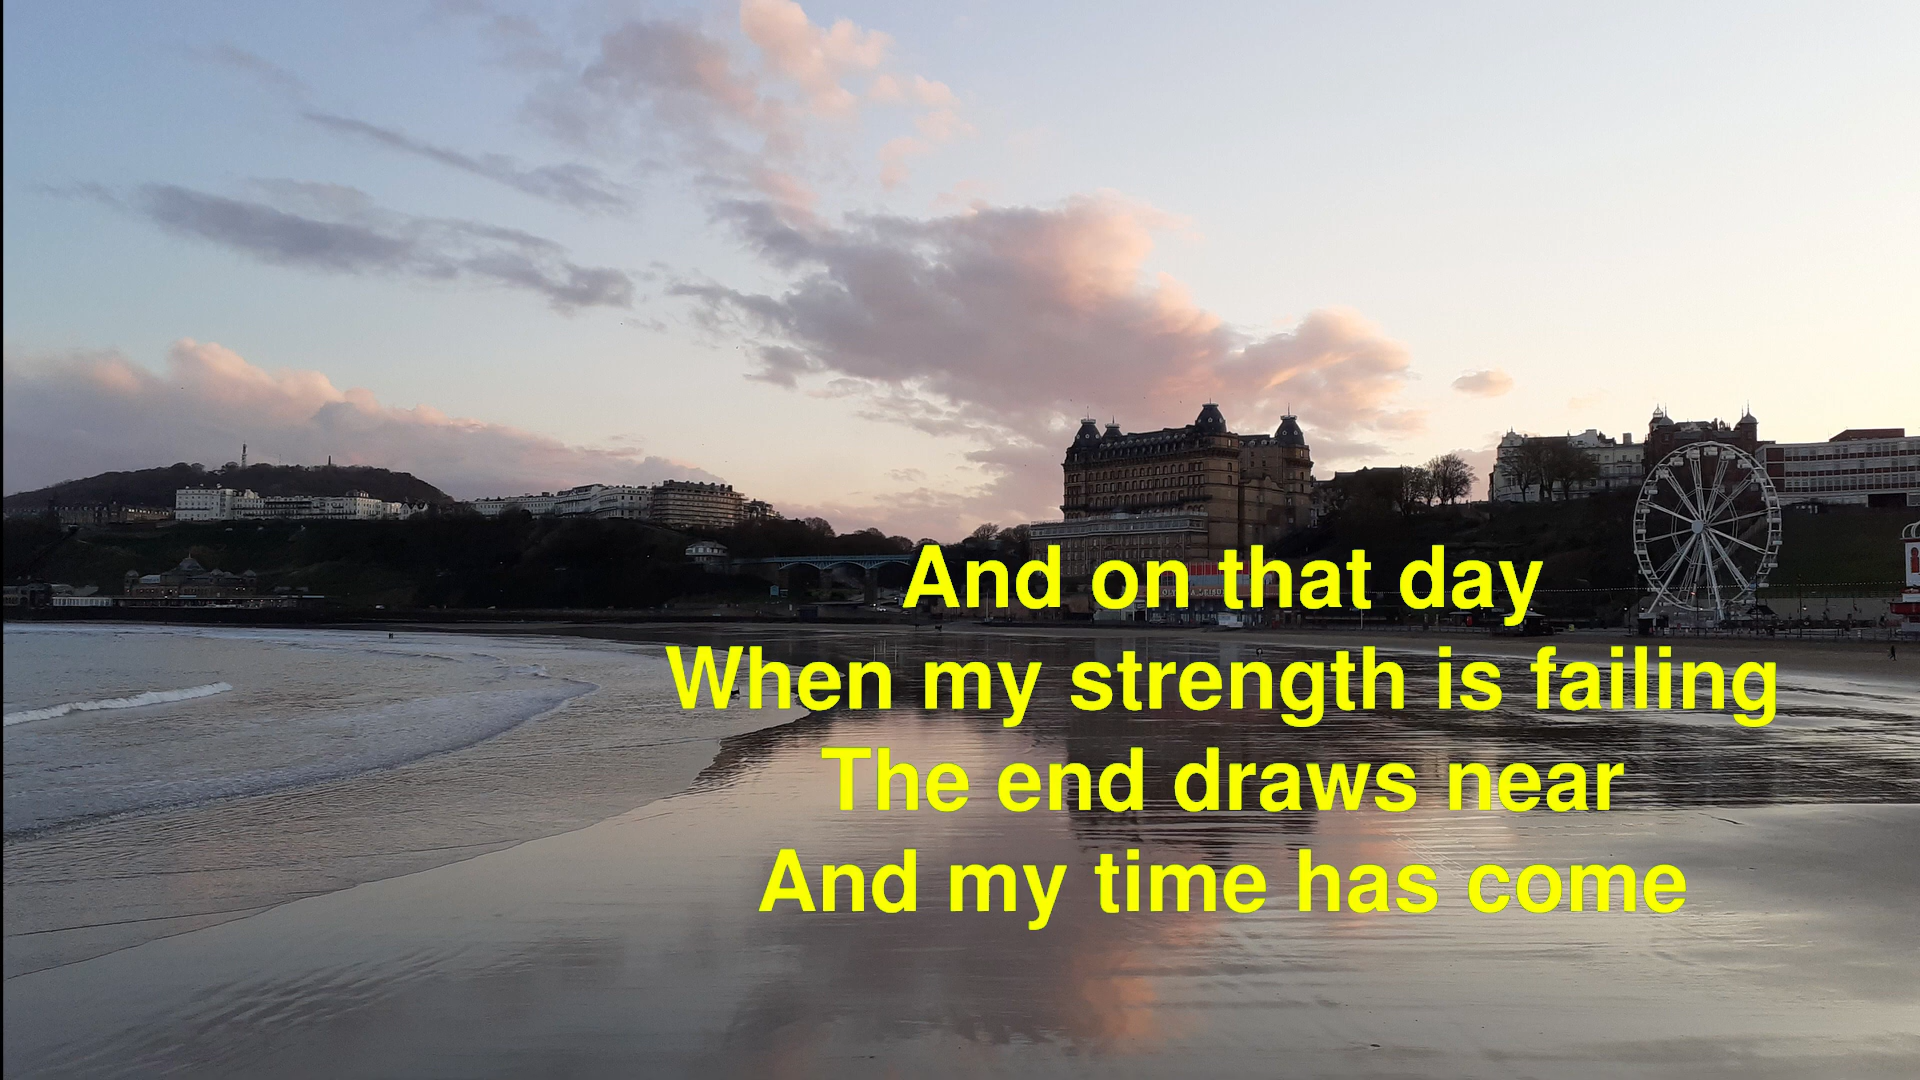 And on that day
When my strength is failing
The end draws near
And my time has come